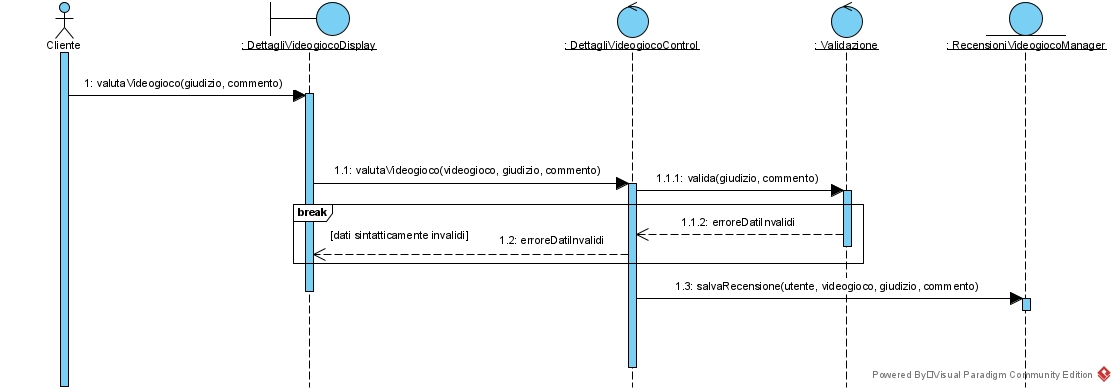 Cliente
: DettagliVideogiocoDisplay
: DettagliVideogiocoControl
: Validazione
: RecensioniVideogiocoManager
1: valutaVideogioco(giudizio, commento)
1.1: valutaVideogioco(videogioco, giudizio, commento)
1.1.1: valida(giudizio, commento)
break
1.1.2: erroreDatiInvalidi
[dati sintatticamente invalidi]
1.2: erroreDatiInvalidi
1.3: salvaRecensione(utente, videogioco, giudizio, commento)
Powered By Visual Paradigm Community Edition